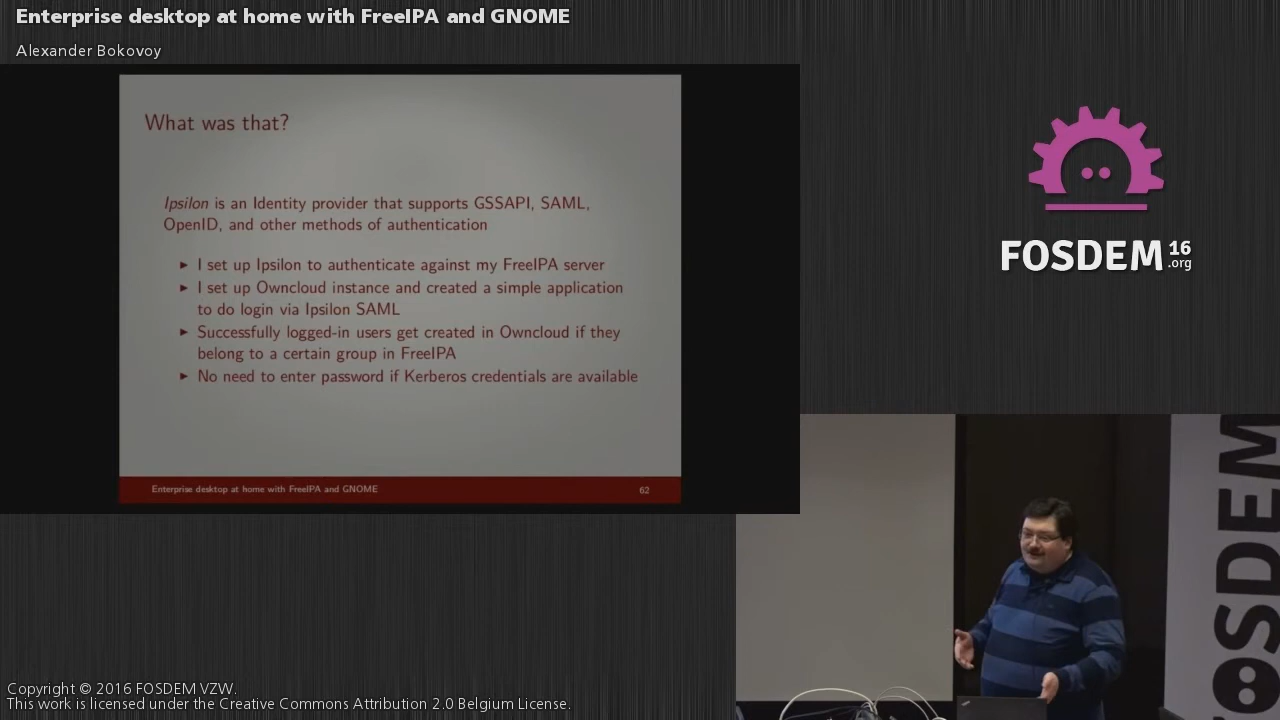 Enterprise desktop at home with FreeIPA and GNOME
Alexander Bokovoy
What was that?
Ipsilon is an Identity provider that supports GSSAPI, SAML,
OpenID, and other methods of authentication
► I set up Ipsilon to authenticate against my FreeIPA server
► I set up Owncloud instance and created a simple application
to do login via Ipsilon SAML
► Successfully logged-in users get created in Owncloud if they
belong to a certain group in FreeIPA
► No need to enter password if Kerberos credentials are available
Enterprise desktop at home with FreeIPA and GNOME 62
FOSDEM 16
.org
FOSDEM
Copyright © 2016 FOSDEM VZW.
This work is licensed under the Creative Commons Attribution 2.0 Belgium License.